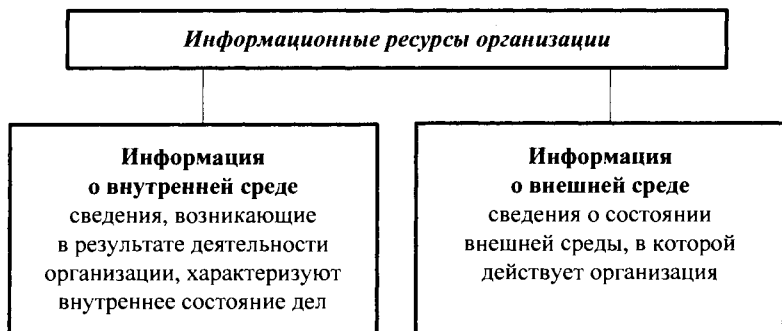 Информационные ресурсы организации
Информация
о внутренней среде
сведения, возникающие
в результате деятельности
организации, характеризуют
внутреннее состояние дел
Информация
о внешней среде
сведения о состоянии
внешней среды, в которой
действует организация